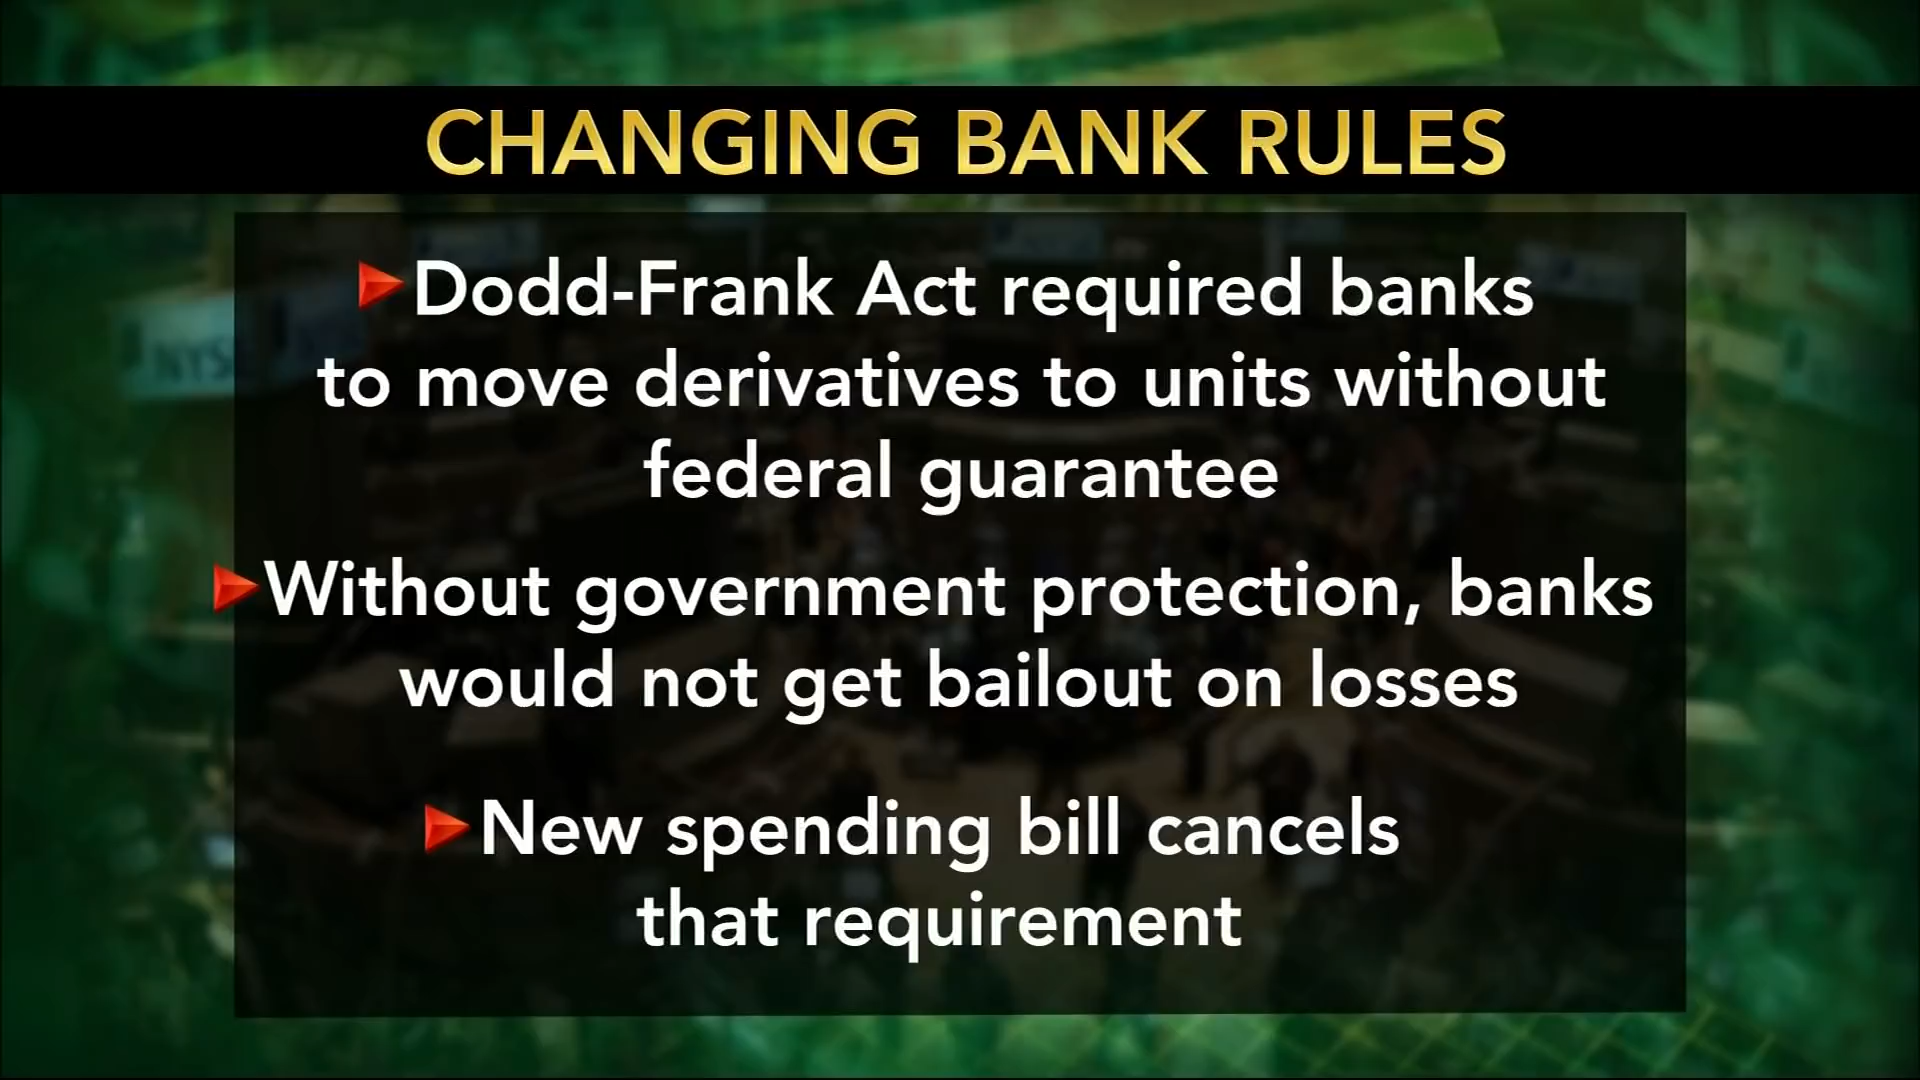 CHANGING BANK RULES
Dodd-Frank Act required banks
to move derivatives to units without
federal guarantee
Without government protection, banks
would not get bailout on losses
New spending bill cancels
that requirement
NYS